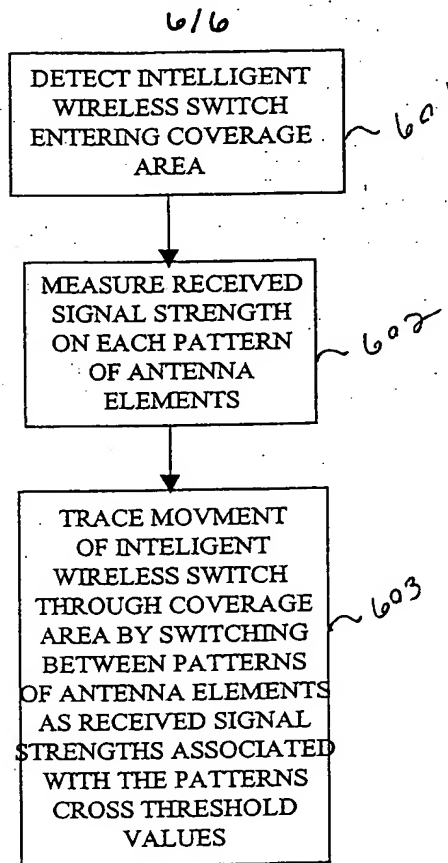 6/6
DETECT INTELLIGENT
WIRELESS SWITCH
ENTERING COVERAGE
AREA
MEASURE RECEIVED
SIGNAL STRENGTH
ON EACH PATTERN
OF ANTENNA
ELEMENTS
602
TRACE MOVMENT
OF INTELIGENT
WIRELESS SWITCH
THROUGH COVERAGE
AREA BY SWITCHING
BETWEEN PATTERNS
OF ANTENNA ELEMENTS
AS RECEIVED SIGNAL
STRENGTHS ASSOCIATED
WITH THE PATTERNS
CROSS THRESHOLD
VALUES
603